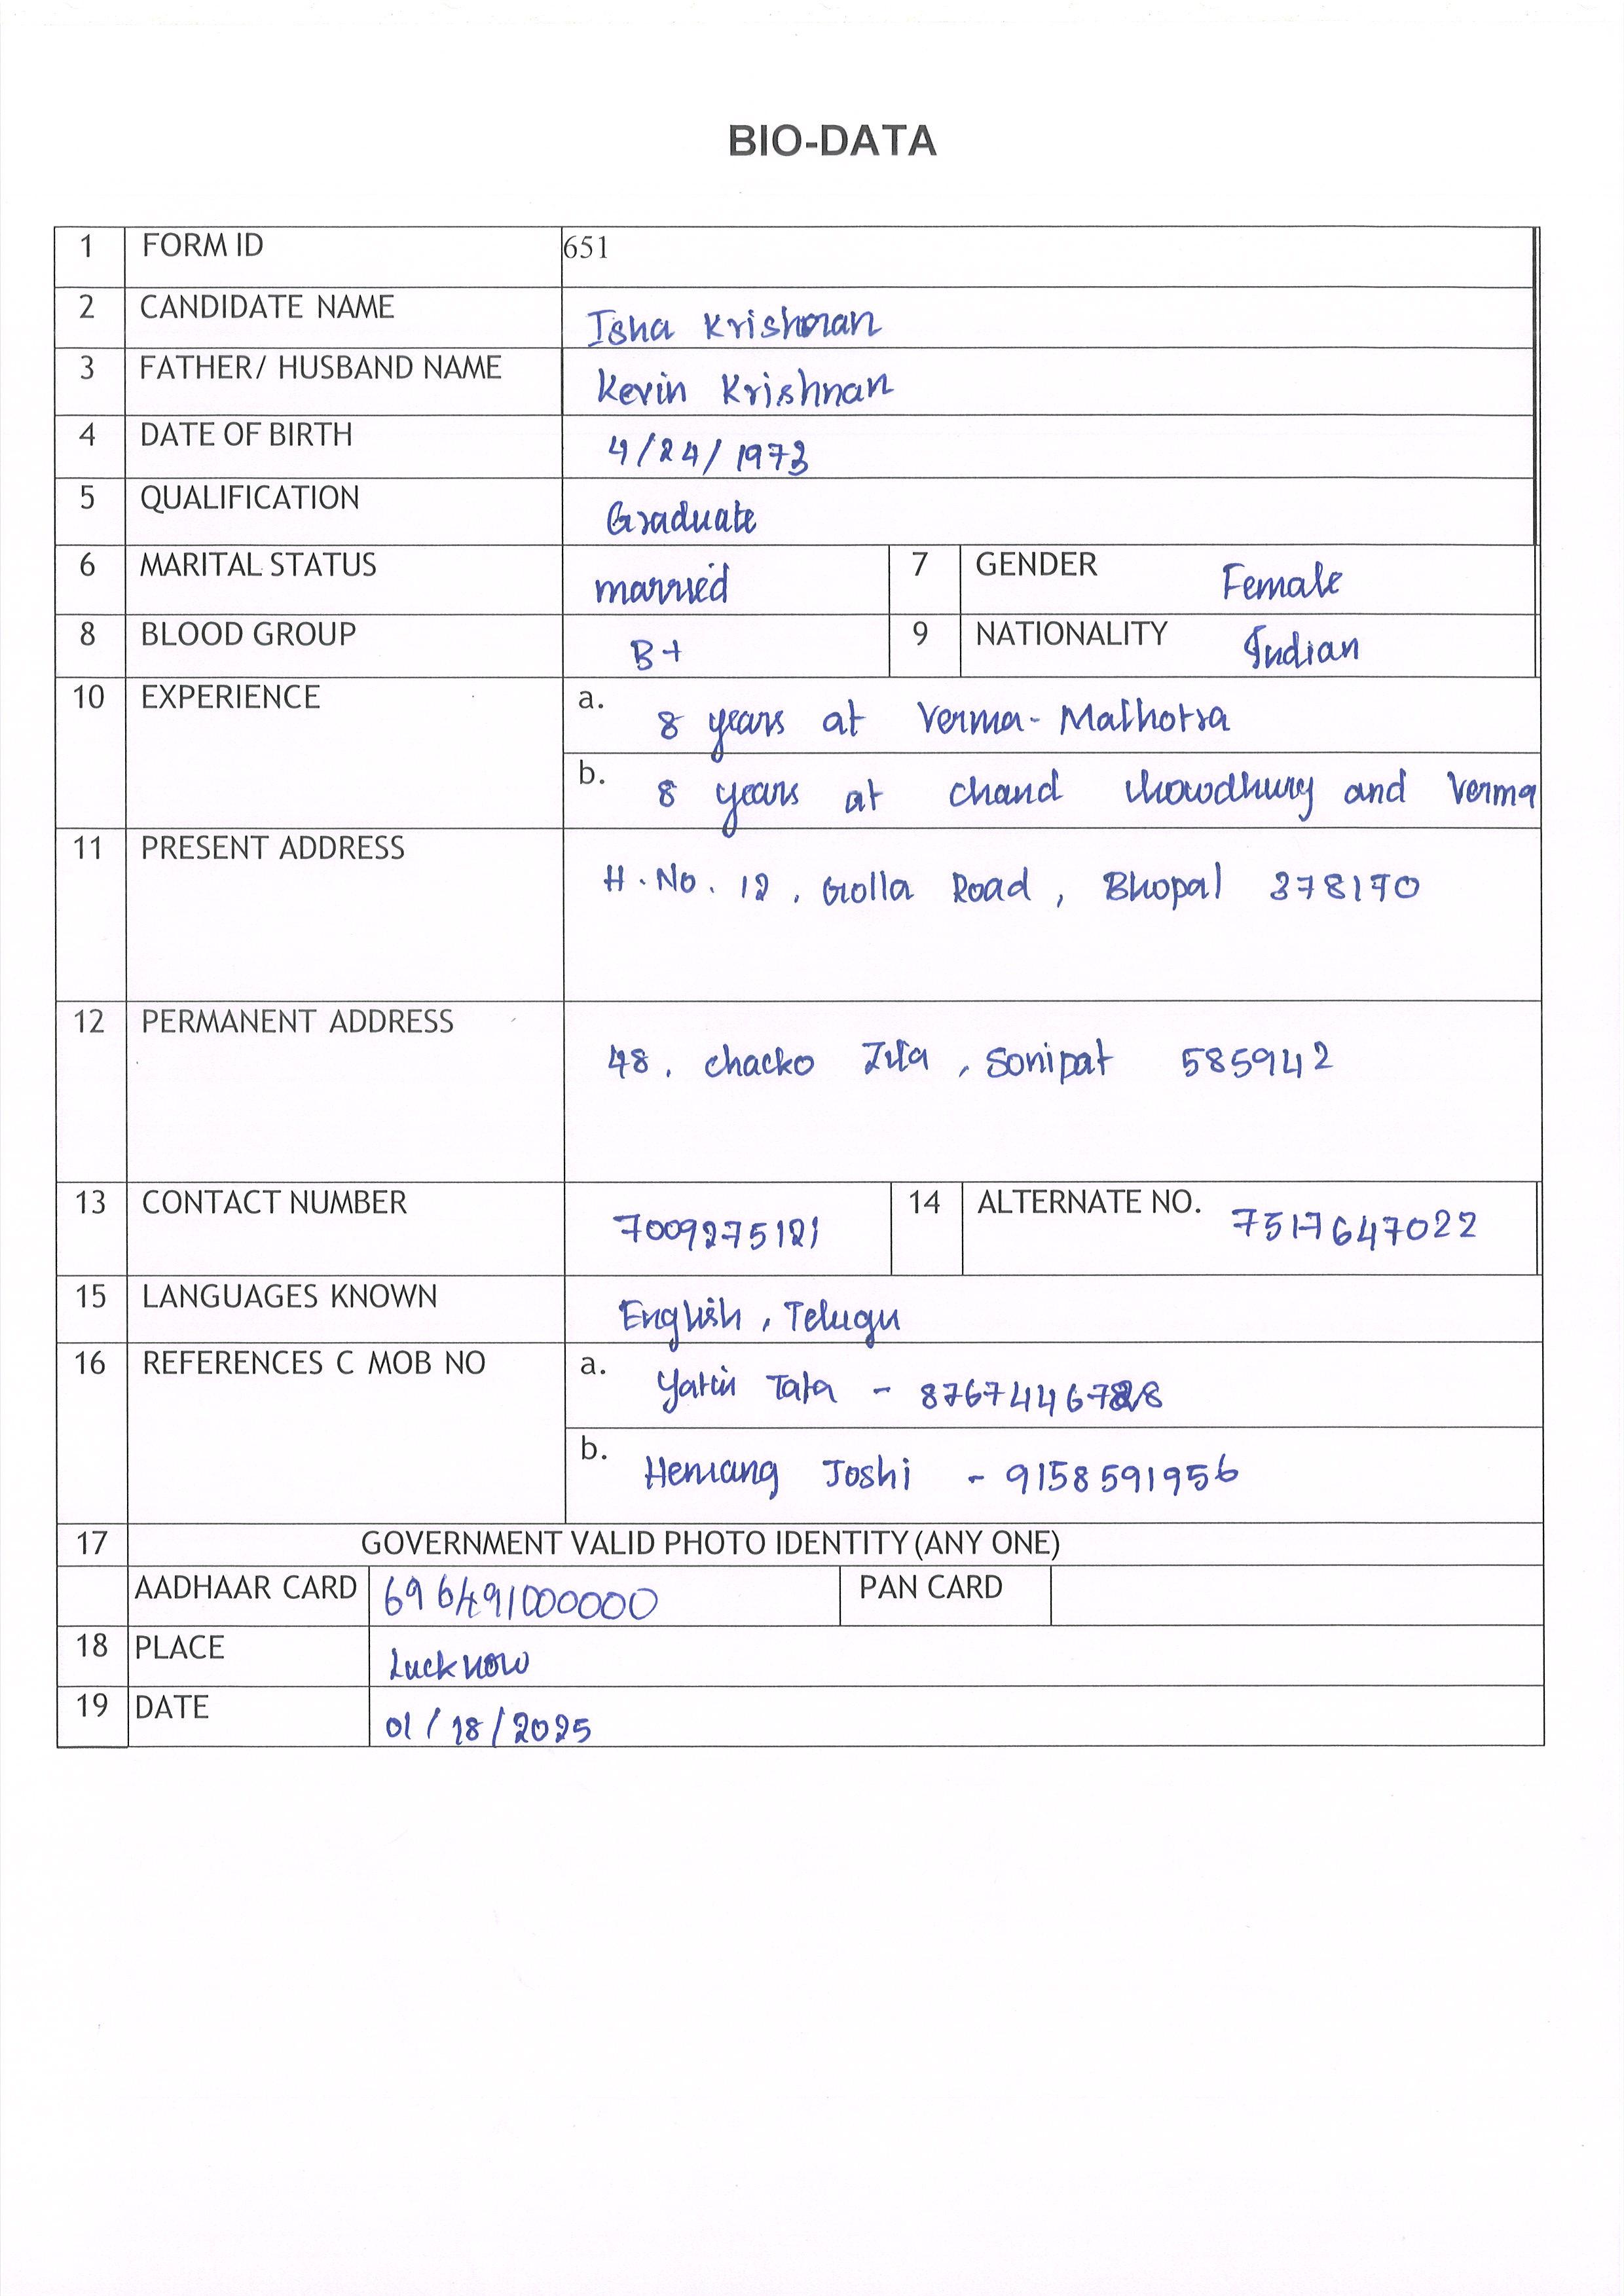 BIO-DATA
1 FORM ID 651
2 CANDIDATE NAME Isha Krishnan
3 FATHER/ HUSBAND NAME Kevin Krishnan
4 DATE OF BIRTH 4/24/1973
5 QUALIFICATION Graduate
6 MARITAL STATUS married 7 GENDER Female
8 BLOOD GROUP B+ 9 NATIONALITY Indian
10 EXPERIENCE a. 8 years at Verma-Malhotra
b. 8 years at chand chowdhury and Verma
11 PRESENT ADDRESS H.No. 12, Golla Road, Bhopal 378170
12 PERMANENT ADDRESS 48, chacko Zila, Sonipat 585942
13 CONTACT NUMBER 7009275121 14 ALTERNATE NO. 7517647022
15 LANGUAGES KNOWN English, Telugu
16 REFERENCES C MOB NO a. Yatin Tata -
b. Hemang Joshi - 9158591956
17 GOVERNMENT VALID PHOTO IDENTITY (ANY ONE)
AADHAAR CARD 696491000000 PAN CARD
18 PLACE Lucknow
19 DATE 01/18/2025